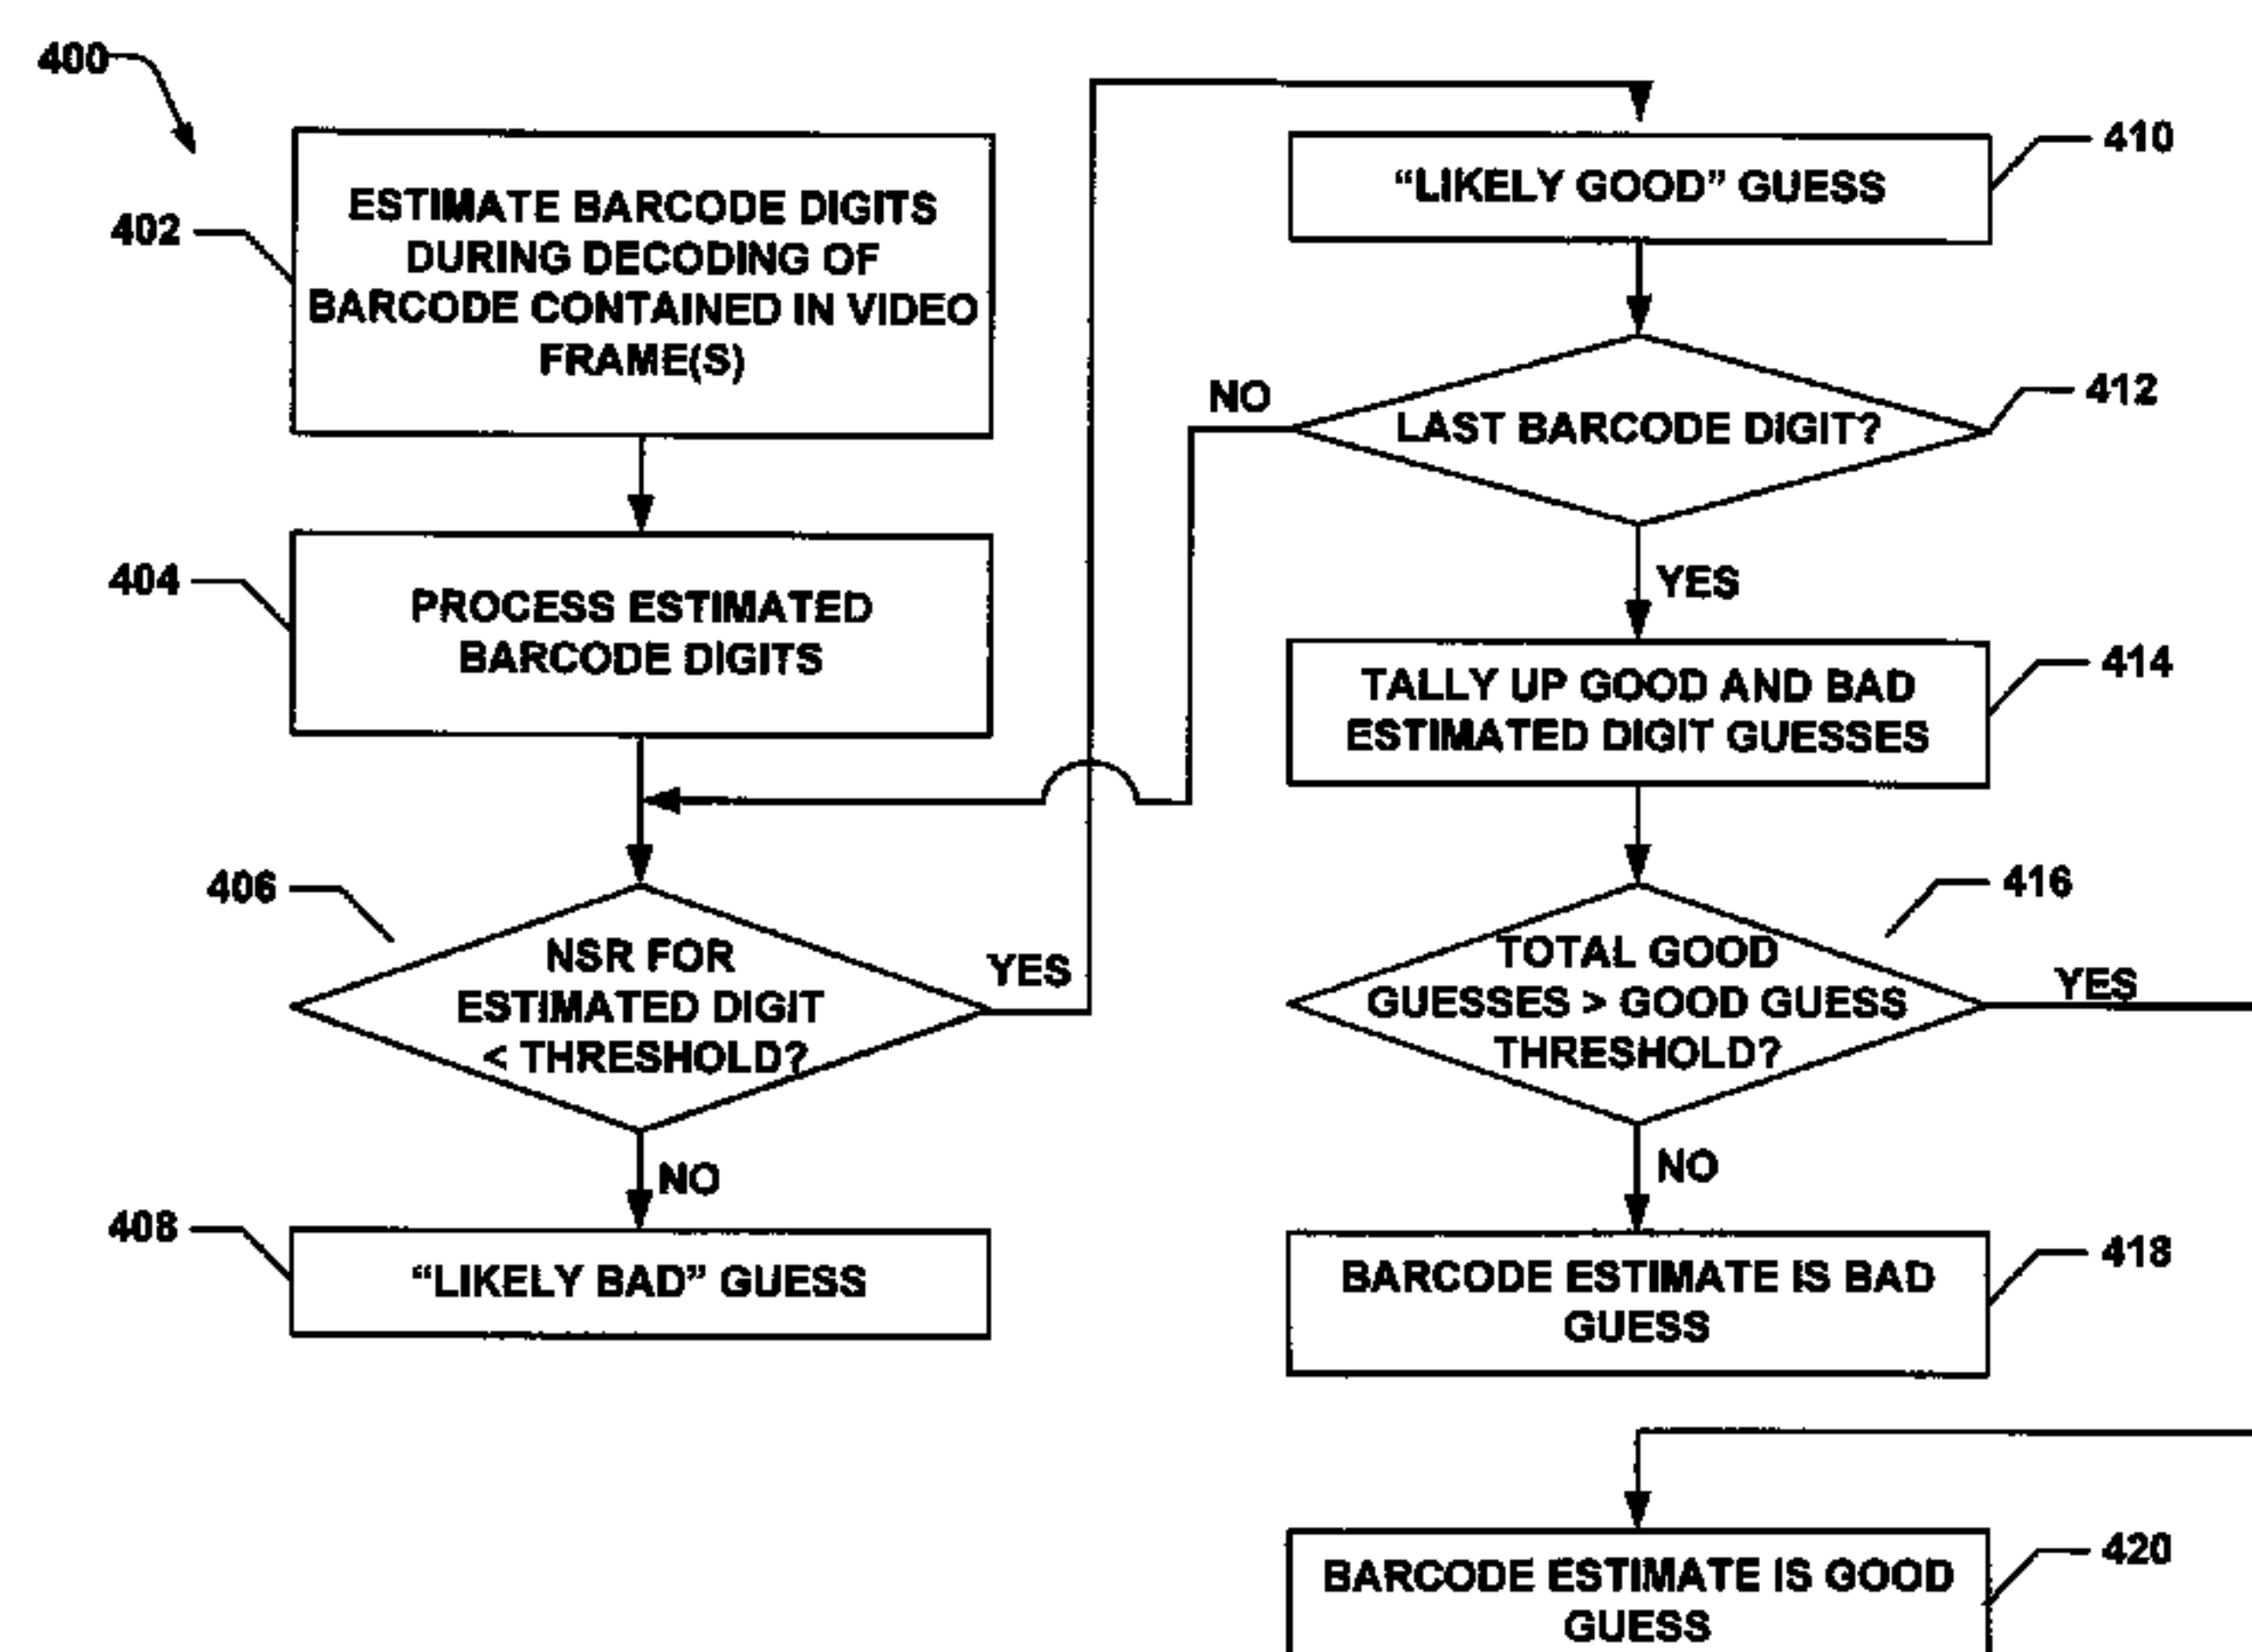 400
402
ESTIMATE BARCODE DIGITS
DURING DECODING OF
BARCODE CONTAINED IN VIDEO
FRAME(S)
404
PROCESS ESTIMATED
BARCODE DIGITS
406
NSR FOR
ESTIMATED DIGIT
< THRESHOLD?
YES
NO
408
“LIKELY BAD” GUESS
410
“LIKELY GOOD” GUESS
412
NO
LAST BARCODE DIGIT?
YES
414
TALLY UP GOOD AND BAD
ESTIMATED DIGIT GUESSES
416
TOTAL GOOD
GUESSES > GOOD GUESS
THRESHOLD?
YES
NO
418
BARCODE ESTIMATE IS BAD
GUESS
420
BARCODE ESTIMATE IS GOOD
GUESS